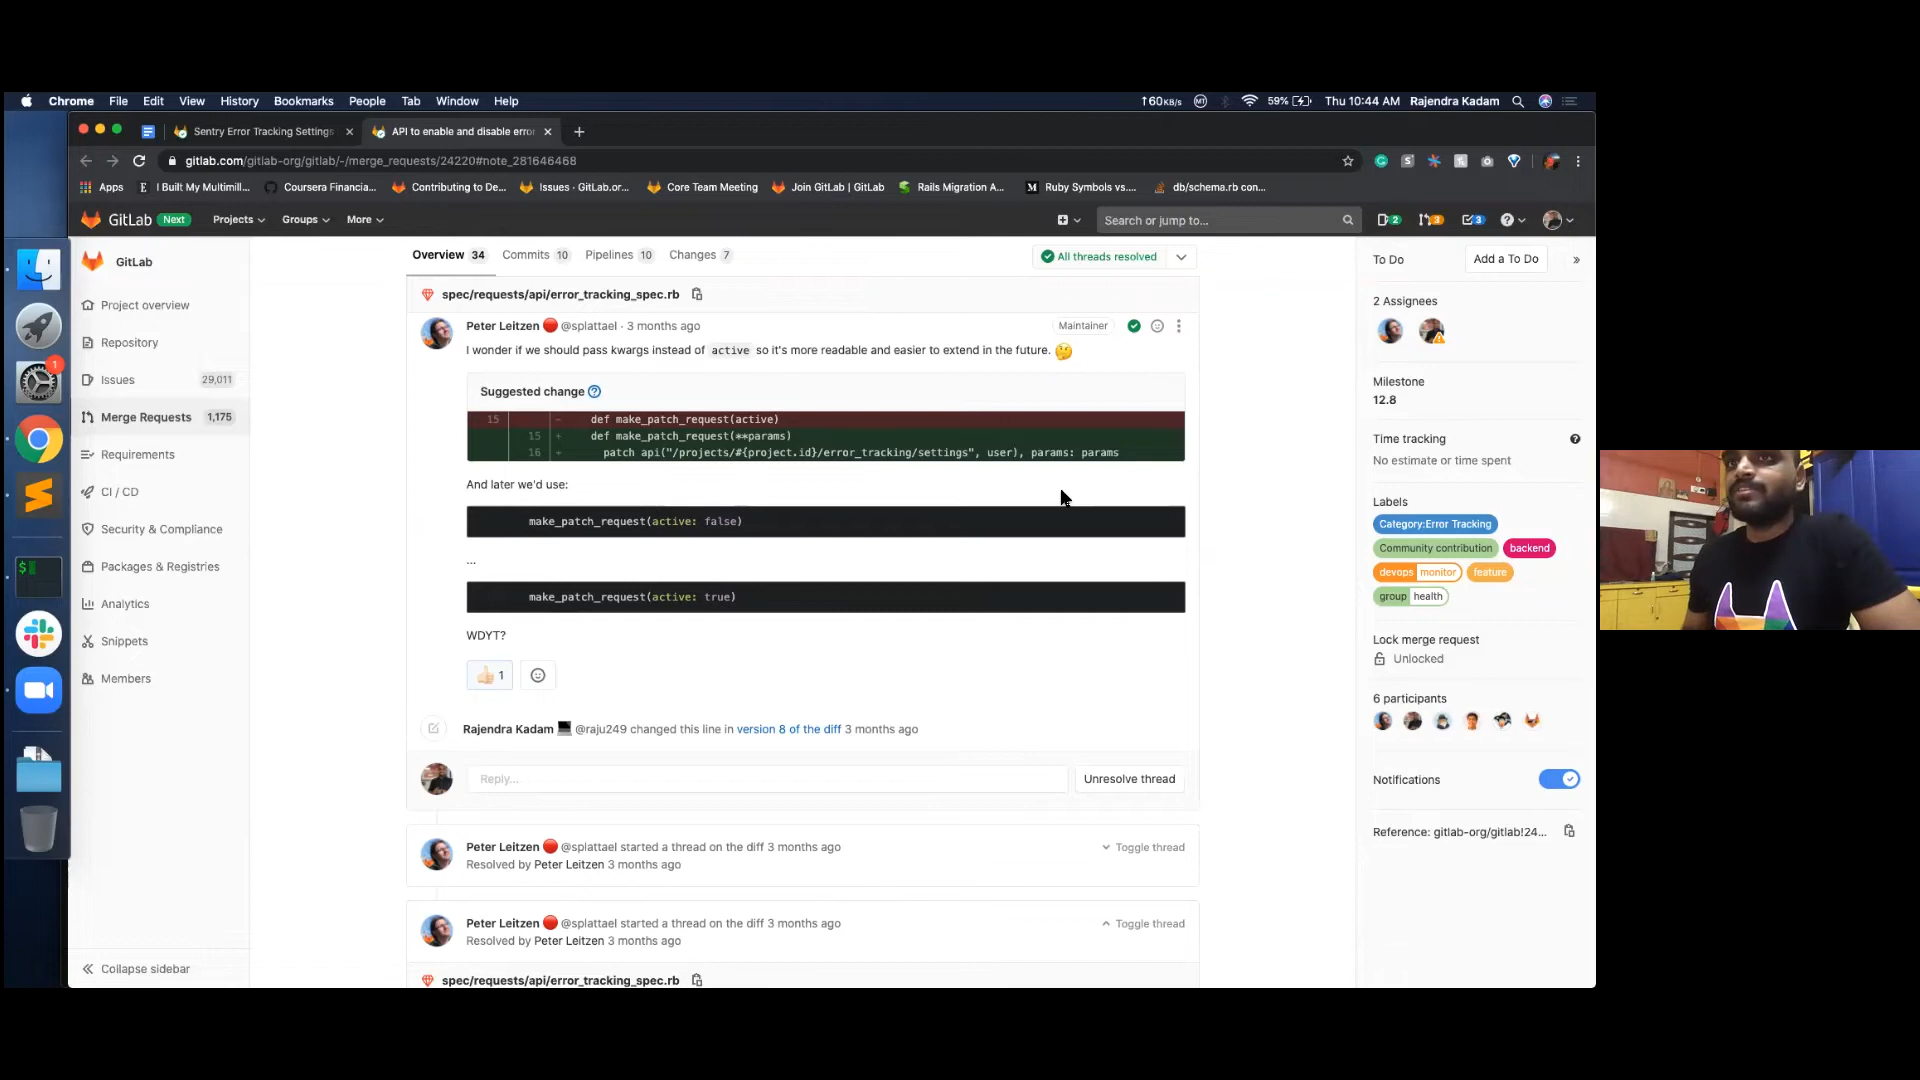 Chrome File Edit View History Bookmarks People Tab Window Help
↑60KB/s 59% Thu 10:44 AM Rajendra Kadam
Sentry Error Tracking Settings
API to enable and disable erro
gitlab.com/gitlab-org/gitlab/-/merge_requests/24220#note_281646468
Apps
I Built My Multimill...
Coursera Financia...
Contributing to De...
Issues · GitLab.or...
Core Team Meeting
Join GitLab | GitLab
Rails Migration A...
Ruby Symbols vs....
db/schema.rb con...
GitLab Next Projects Groups More
Search or jump to...
2 3 3
GitLab
Project overview
Repository
Issues 29,011
Merge Requests 1,175
Requirements
CI / CD
Security & Compliance
Packages & Registries
Analytics
Snippets
Members
Collapse sidebar
Overview 34 Commits 10 Pipelines 10 Changes 7
All threads resolved
spec/requests/api/error_tracking_spec.rb
Peter Leitzen @splattael · 3 months ago
Maintainer
I wonder if we should pass kwargs instead of active so it's more readable and easier to extend in the future.
Suggested change
15 - def make_patch_request(active)
15 + def make_patch_request(**params)
16 + patch api("/projects/#{project.id}/error_tracking/settings", user), params: params
And later we'd use:
make_patch_request(active: false)
...
make_patch_request(active: true)
WDYT?
1
Rajendra Kadam @raju249 changed this line in version 8 of the diff 3 months ago
Reply...
Unresolve thread
Peter Leitzen @splattael started a thread on the diff 3 months ago
Toggle thread
Resolved by Peter Leitzen 3 months ago
Peter Leitzen @splattael started a thread on the diff 3 months ago
Toggle thread
Resolved by Peter Leitzen 3 months ago
spec/requests/api/error_tracking_spec.rb
To Do
Add a To Do
2 Assignees
Milestone
12.8
Time tracking
No estimate or time spent
Labels
Category:Error Tracking
Community contribution backend
devops monitor feature
group health
Lock merge request
Unlocked
6 participants
Notifications
Reference: gitlab-org/gitlab!24...
1